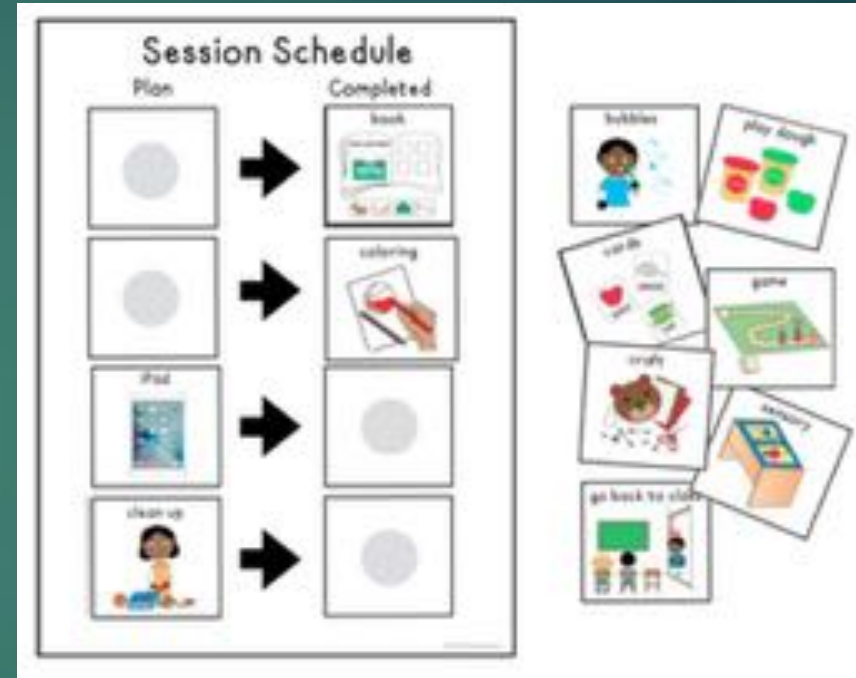 Session Schedule
Plan
Completed
book
coloring
iPad
clean up
bubbles
play dough
cards
game
craft
sensory
go back to class